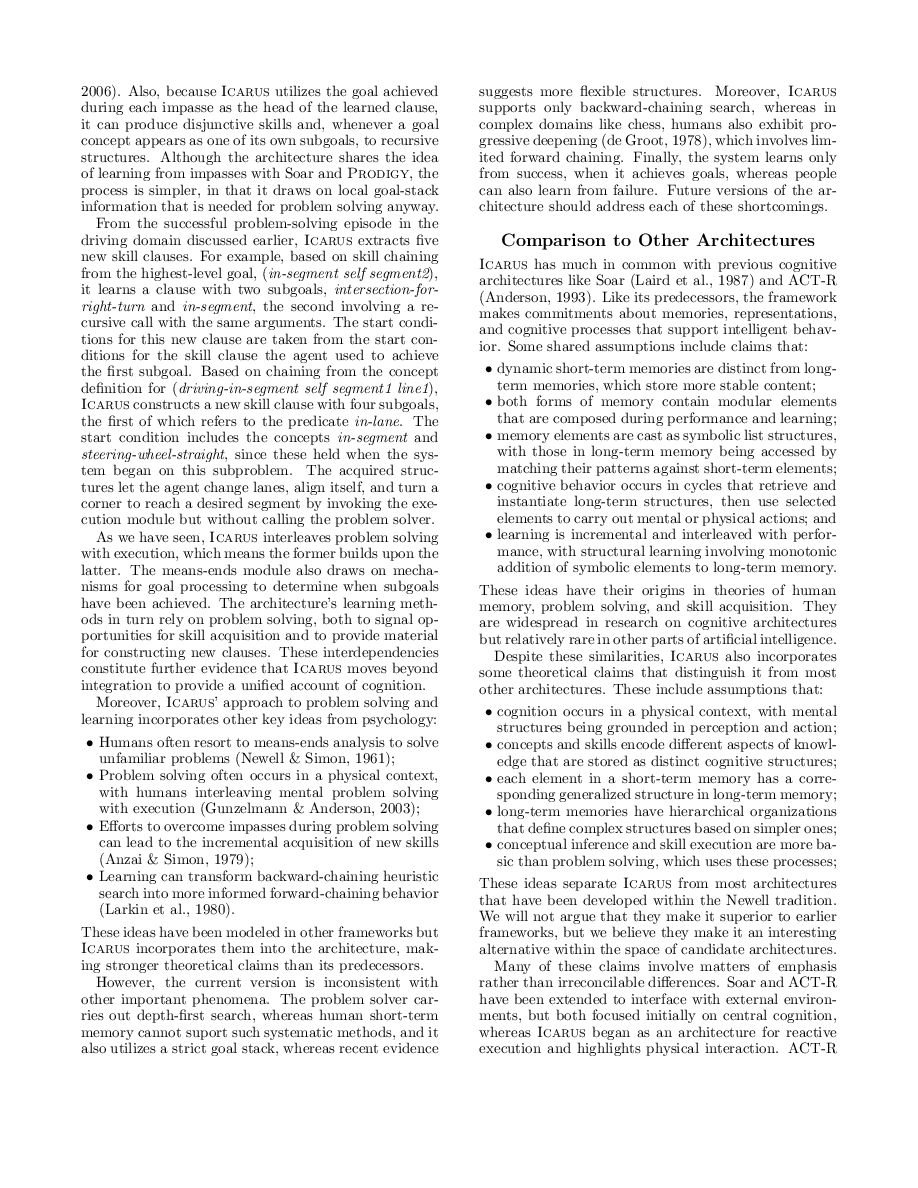 2006). Also, because ICARUS utilizes the goal achieved
during each impasse as the head of the learned clause,
it can produce disjunctive skills and, whenever a goal
concept appears as one of its own subgoals, to recursive
structures. Although the architecture shares the idea
of learning from impasses with Soar and PRODIGY, the
process is simpler, in that it draws on local goal-stack
information that is needed for problem solving anyway.
From the successful problem-solving episode in the
driving domain discussed earlier, ICARUS extracts five
new skill clauses. For example, based on skill chaining
from the highest-level goal, (in-segment self segment2),
it learns a clause with two subgoals, intersection-for-
right-turn and in-segment, the second involving a re-
cursive call with the same arguments. The start condi-
tions for this new clause are taken from the start con-
ditions for the skill clause the agent used to achieve
the first subgoal. Based on chaining from the concept
definition for (driving-in-segment self segment1 line1),
ICARUS constructs a new skill clause with four subgoals,
the first of which refers to the predicate in-lane. The
start condition includes the concepts in-segment and
steering-wheel-straight, since these held when the sys-
tem began on this subproblem. The acquired struc-
tures let the agent change lanes, align itself, and turn a
corner to reach a desired segment by invoking the exe-
cution module but without calling the problem solver.
As we have seen, ICARUS interleaves problem solving
with execution, which means the former builds upon the
latter. The means-ends module also draws on mecha-
nisms for goal processing to determine when subgoals
have been achieved. The architecture's learning meth-
ods in turn rely on problem solving, both to signal op-
portunities for skill acquisition and to provide material
for constructing new clauses. These interdependencies
constitute further evidence that ICARUS moves beyond
integration to provide a unified account of cognition.
Moreover, ICARUS' approach to problem solving and
learning incorporates other key ideas from psychology:
• Humans often resort to means-ends analysis to solve
unfamiliar problems (Newell & Simon, 1961);
• Problem solving often occurs in a physical context,
with humans interleaving mental problem solving
with execution (Gunzelmann & Anderson, 2003);
• Efforts to overcome impasses during problem solving
can lead to the incremental acquisition of new skills
(Anzai & Simon, 1979);
• Learning can transform backward-chaining heuristic
search into more informed forward-chaining behavior
(Larkin et al., 1980).
These ideas have been modeled in other frameworks but
ICARUS incorporates them into the architecture, mak-
ing stronger theoretical claims than its predecessors.
However, the current version is inconsistent with
other important phenomena. The problem solver car-
ries out depth-first search, whereas human short-term
memory cannot suport such systematic methods, and it
also utilizes a strict goal stack, whereas recent evidence
suggests more flexible structures. Moreover, ICARUS
supports only backward-chaining search, whereas in
complex domains like chess, humans also exhibit pro-
gressive deepening (de Groot, 1978), which involves lim-
ited forward chaining. Finally, the system learns only
from success, when it achieves goals, whereas people
can also learn from failure. Future versions of the ar-
chitecture should address each of these shortcomings.
Comparison to Other Architectures
ICARUS has much in common with previous cognitive
architectures like Soar (Laird et al., 1987) and ACT-R
(Anderson, 1993). Like its predecessors, the framework
makes commitments about memories, representations,
and cognitive processes that support intelligent behav-
ior. Some shared assumptions include claims that:
• dynamic short-term memories are distinct from long-
term memories, which store more stable content;
• both forms of memory contain modular elements
that are composed during performance and learning;
• memory elements are cast as symbolic list structures,
with those in long-term memory being accessed by
matching their patterns against short-term elements;
• cognitive behavior occurs in cycles that retrieve and
instantiate long-term structures, then use selected
elements to carry out mental or physical actions; and
• learning is incremental and interleaved with perfor-
mance, with structural learning involving monotonic
addition of symbolic elements to long-term memory.
These ideas have their origins in theories of human
memory, problem solving, and skill acquisition. They
are widespread in research on cognitive architectures
but relatively rare in other parts of artificial intelligence.
Despite these similarities, ICARUS also incorporates
some theoretical claims that distinguish it from most
other architectures. These include assumptions that:
• cognition occurs in a physical context, with mental
structures being grounded in perception and action;
• concepts and skills encode different aspects of knowl-
edge that are stored as distinct cognitive structures;
• each element in a short-term memory has a corre-
sponding generalized structure in long-term memory;
• long-term memories have hierarchical organizations
that define complex structures based on simpler ones;
• conceptual inference and skill execution are more ba-
sic than problem solving, which uses these processes;
These ideas separate ICARUS from most architectures
that have been developed within the Newell tradition.
We will not argue that they make it superior to earlier
frameworks, but we believe they make it an interesting
alternative within the space of candidate architectures.
Many of these claims involve matters of emphasis
rather than irreconcilable differences. Soar and ACT-R
have been extended to interface with external environ-
ments, but both focused initially on central cognition,
whereas ICARUS began as an architecture for reactive
execution and highlights physical interaction. ACT-R